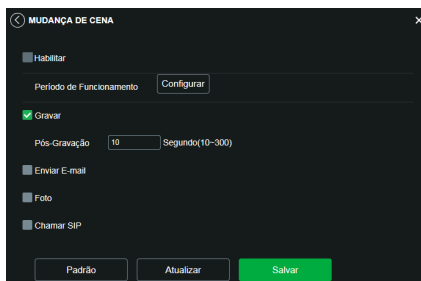 MUDANÇA DE CENA
Habilitar
Período de Funcionamento Configurar
Gravar
Pós-Gravação 10 Segundo(10~300)
Enviar E-mail
Foto
Chamar SIP
Padrão Atualizar Salvar